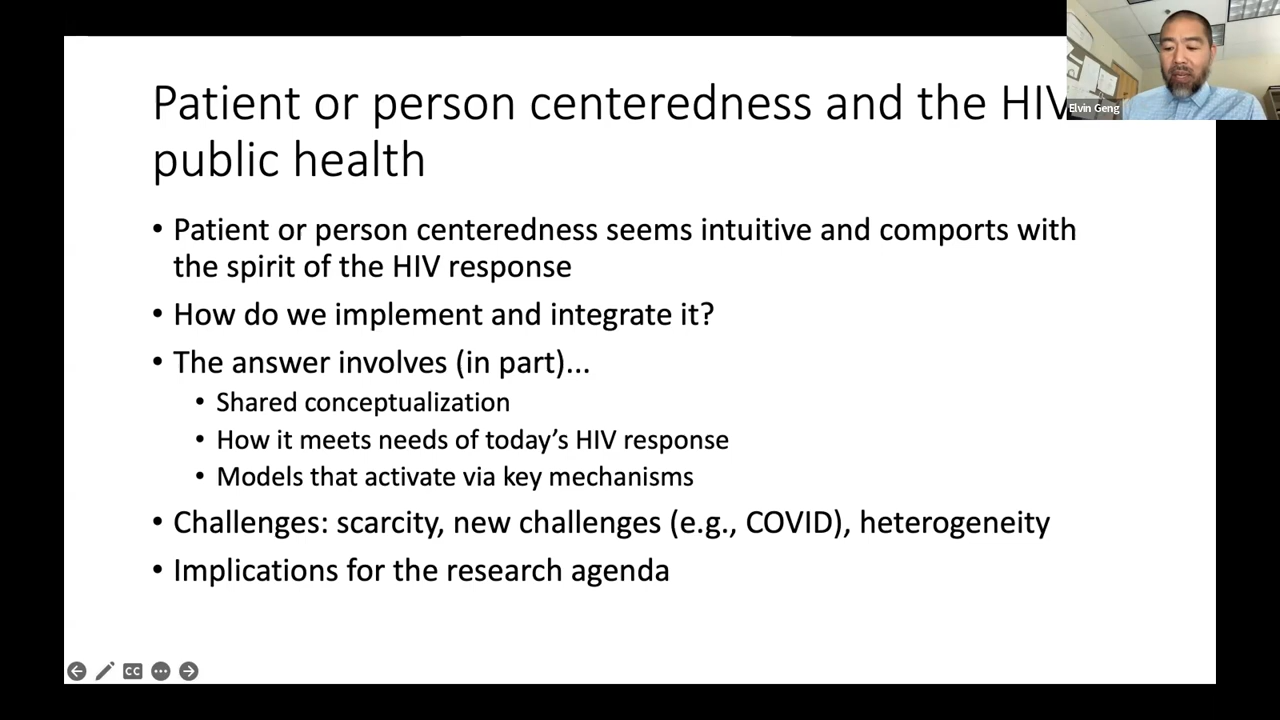 Patient or person centeredness and the HIV
public health
• Patient or person centeredness seems intuitive and comports with
the spirit of the HIV response
• How do we implement and integrate it?
• The answer involves (in part)...
• Shared conceptualization
• How it meets needs of today's HIV response
• Models that activate via key mechanisms
• Challenges: scarcity, new challenges (e.g., COVID), heterogeneity
• Implications for the research agenda
Elvin Geng
CC